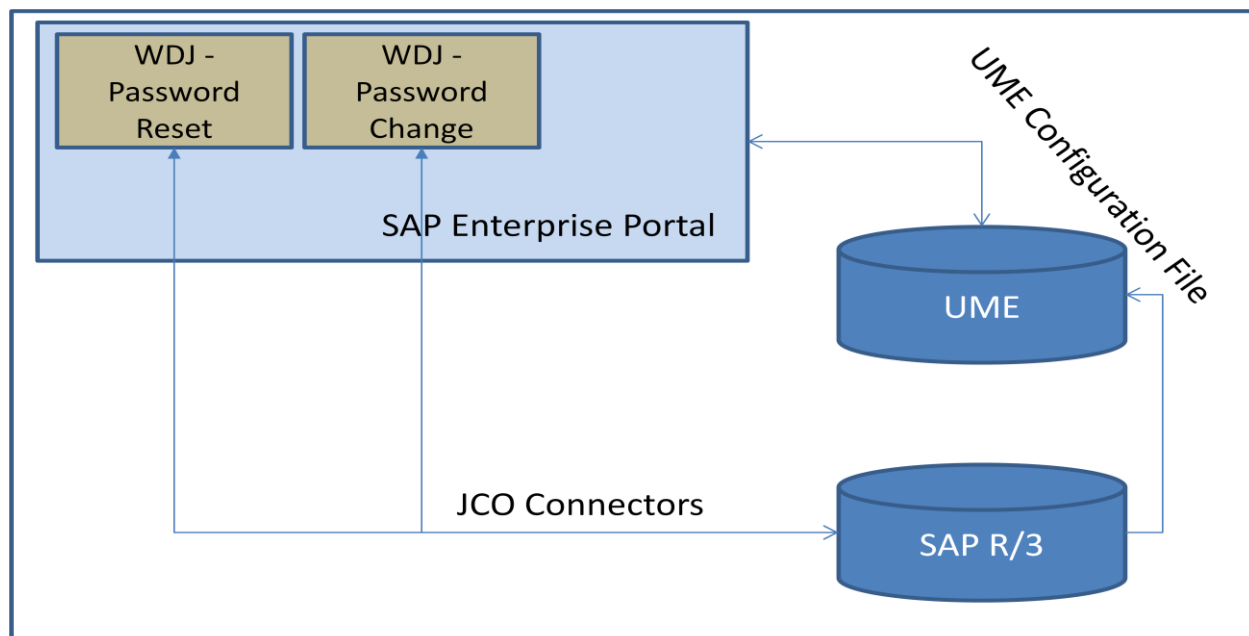 WDJ -
Password
Reset
WDJ -
Password
Change
SAP Enterprise Portal
UME Configuration File
UME
JCO Connectors
SAP R/3